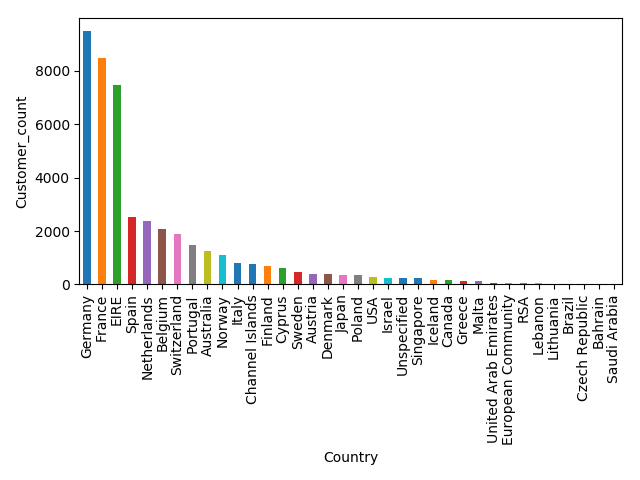 Customer_count
8000
6000
4000
2000
0
Germany
France
EIRE
Spain
Netherlands
Belgium
Switzerland
Portugal
Australia
Norway
Italy
Channel Islands
Finland
Cyprus
Sweden
Austria
Denmark
Japan
Poland
USA
Israel
Unspecified
Singapore
Iceland
Canada
Greece
Malta
United Arab Emirates
European Community
RSA
Lebanon
Lithuania
Brazil
Czech Republic
Bahrain
Saudi Arabia
Country